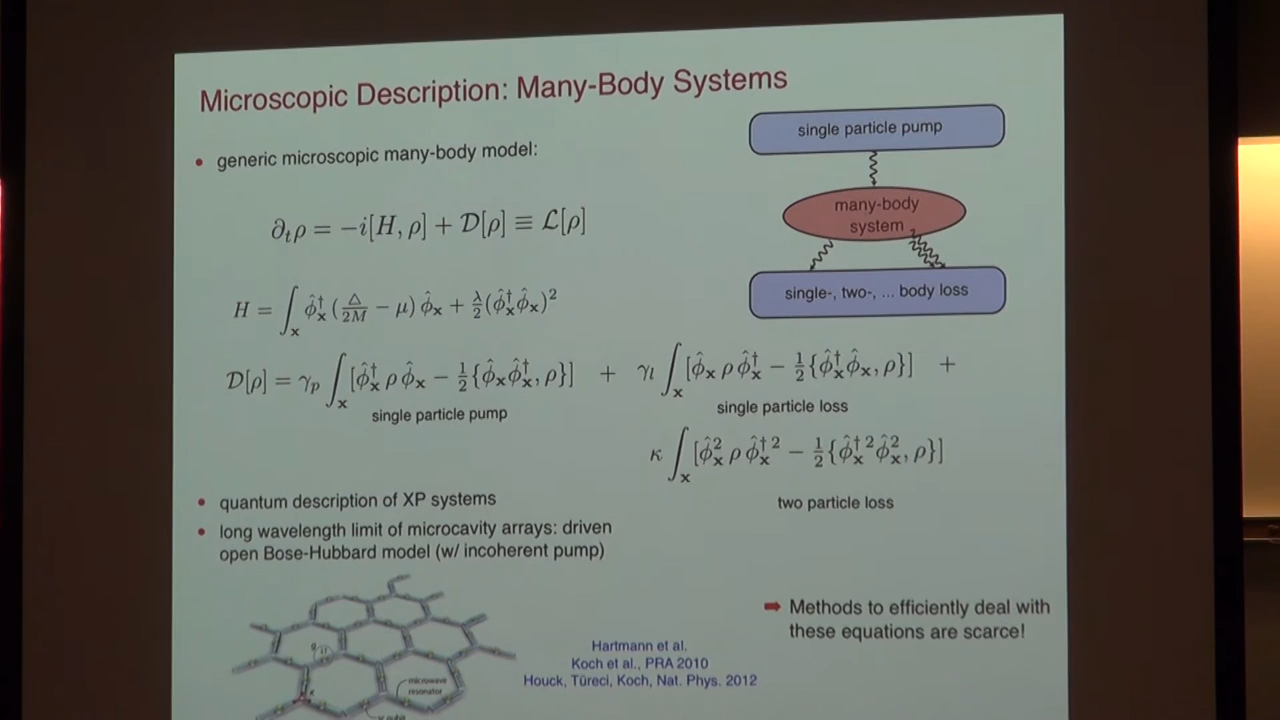 Microscopic Description: Many-Body Systems
• generic microscopic many-body model:
∂ₜρ = −i[H, ρ] + 𝒟[ρ] ≡ ℒ[ρ]
H = ∫ₓ φ̂ₓ† (Δ/2M − μ) φ̂ₓ + λ/2 (φ̂ₓ†φ̂ₓ)²
𝒟[ρ] = γₚ ∫ₓ [φ̂ₓ† ρ φ̂ₓ − ½{φ̂ₓφ̂ₓ†, ρ}] + γₗ ∫ₓ [φ̂ₓ ρ φ̂ₓ† − ½{φ̂ₓ†φ̂ₓ, ρ}] +
single particle pump
single particle loss
κ ∫ₓ [φ̂ₓ² ρ φ̂ₓ†² − ½{φ̂ₓ†²φ̂ₓ², ρ}]
two particle loss
single particle pump
many-body
system
single-, two-, ... body loss
• quantum description of XP systems
• long wavelength limit of microcavity arrays: driven
open Bose-Hubbard model (w/ incoherent pump)
microwave
resonator
Hartmann et al.
Koch et al., PRA 2010
Houck, Türeci, Koch, Nat. Phys. 2012
➡ Methods to efficiently deal with
these equations are scarce!